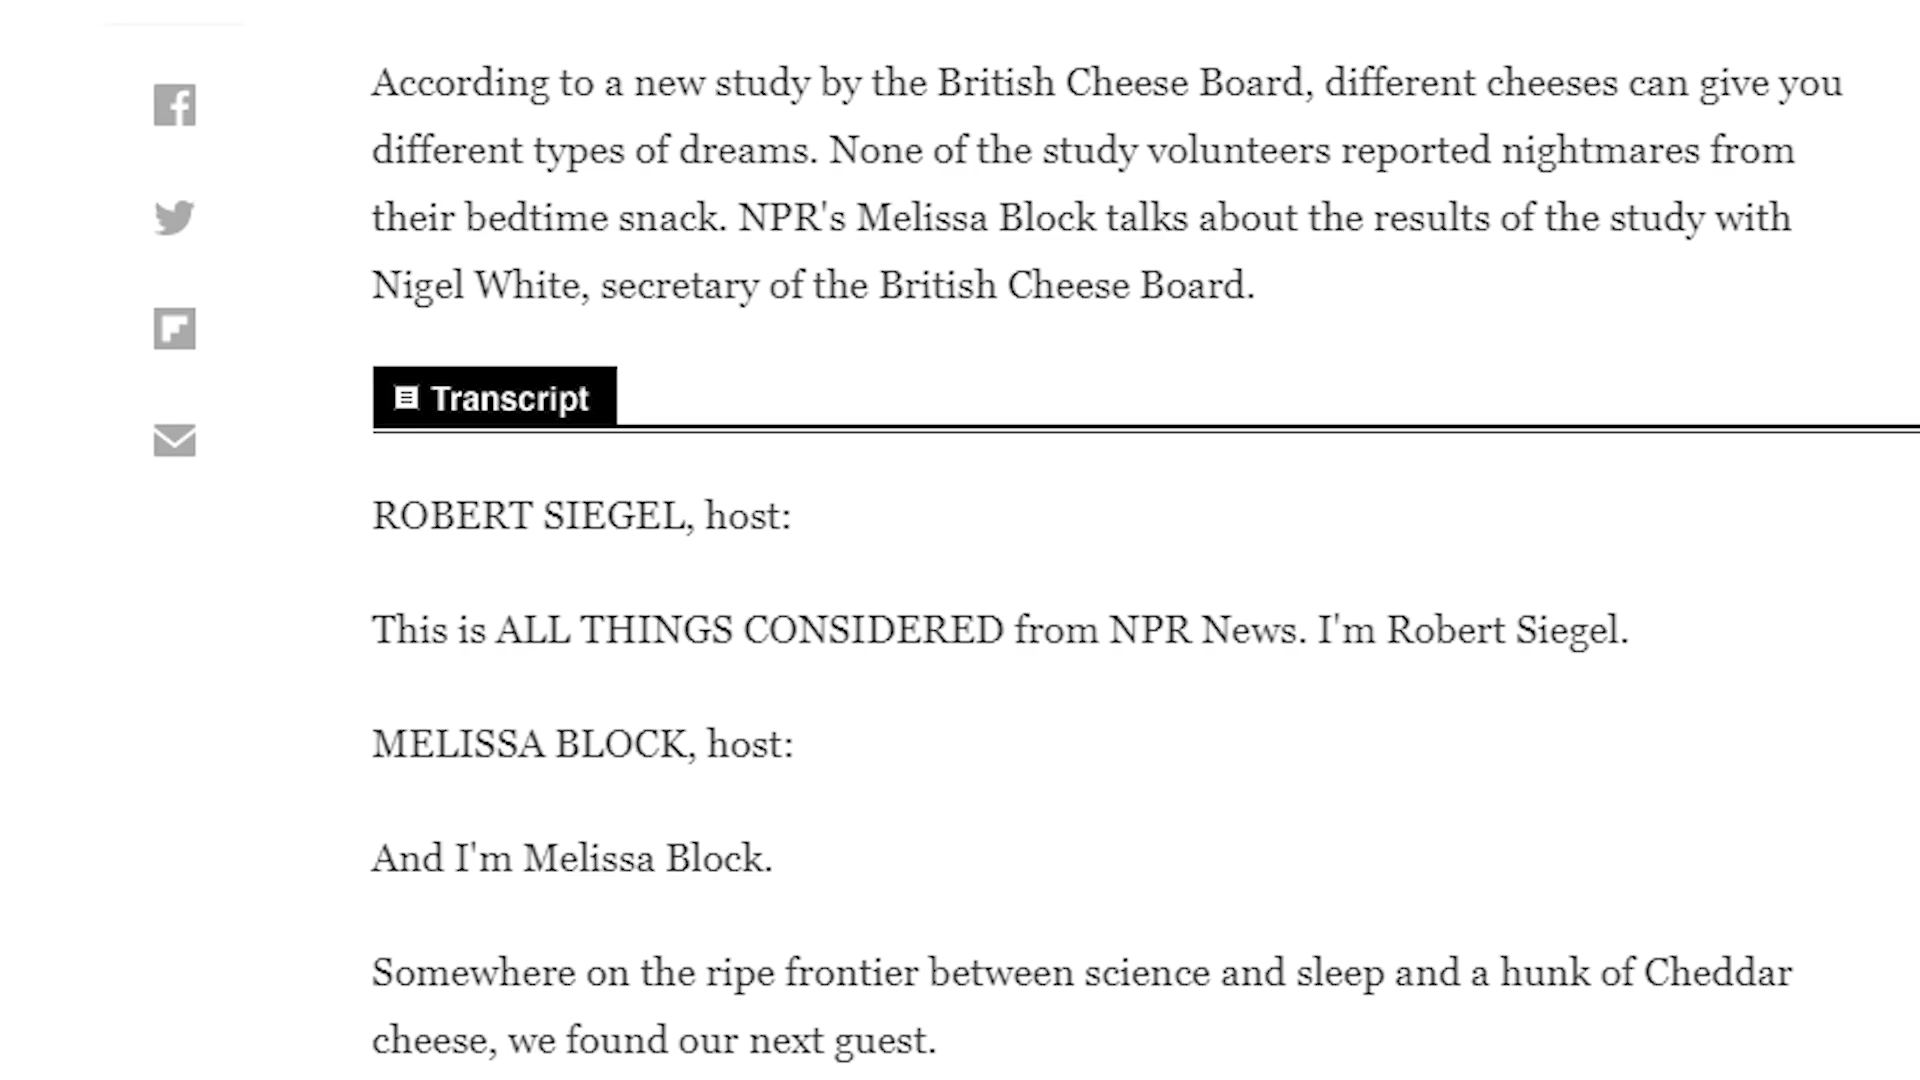 According to a new study by the British Cheese Board, different cheeses can give you
different types of dreams. None of the study volunteers reported nightmares from
their bedtime snack. NPR's Melissa Block talks about the results of the study with
Nigel White, secretary of the British Cheese Board.
Transcript
ROBERT SIEGEL, host:
This is ALL THINGS CONSIDERED from NPR News. I'm Robert Siegel.
MELISSA BLOCK, host:
And I'm Melissa Block.
Somewhere on the ripe frontier between science and sleep and a hunk of Cheddar
cheese, we found our next guest.